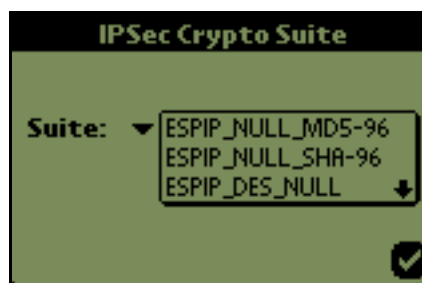 IPSec Crypto Suite
Suite: ESPIP_NULL_MD5-96
ESPIP_NULL_SHA-96
ESPIP_DES_NULL